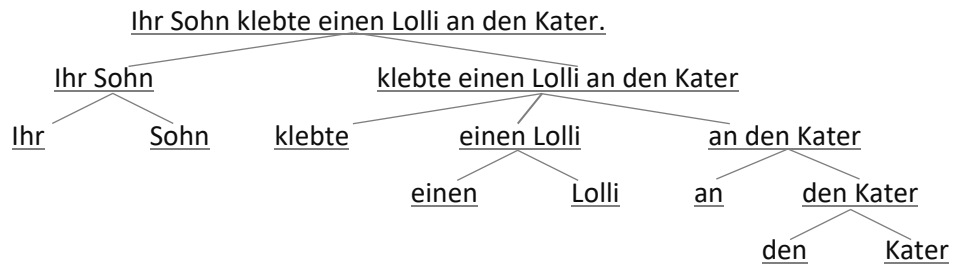 Ihr Sohn klebte einen Lolli an den Kater.
Ihr Sohn klebte einen Lolli an den Kater
Ihr Sohn klebte einen Lolli an den Kater
einen Lolli an den Kater
den Kater